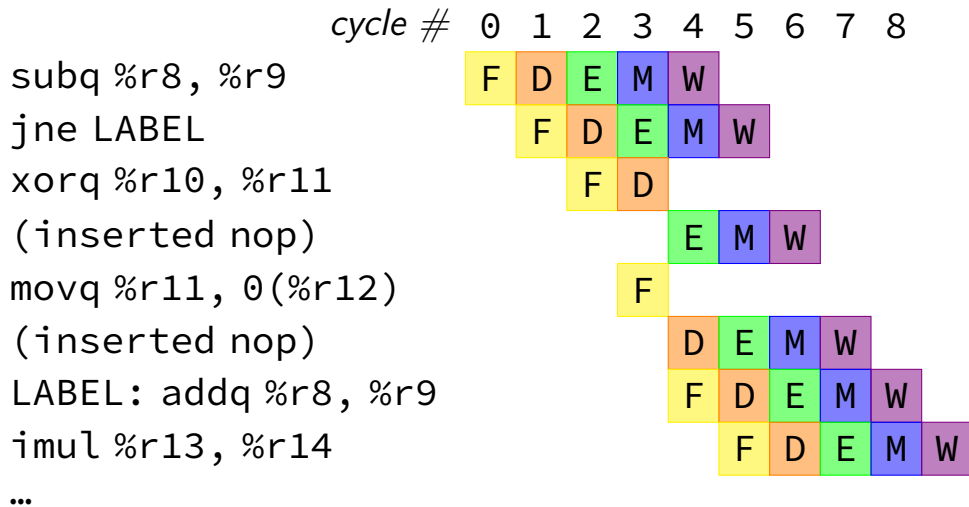 cycle # 0 1 2 3 4 5 6 7 8
subq %r8, %r9 F D E M W
jne LABEL F D E M W
xorq %r10, %r11 F D
(inserted nop) E M W
movq %r11, 0(%r12) F
(inserted nop) D E M W
LABEL: addq %r8, %r9 F D E M W
imul %r13, %r14 F D E M W
…